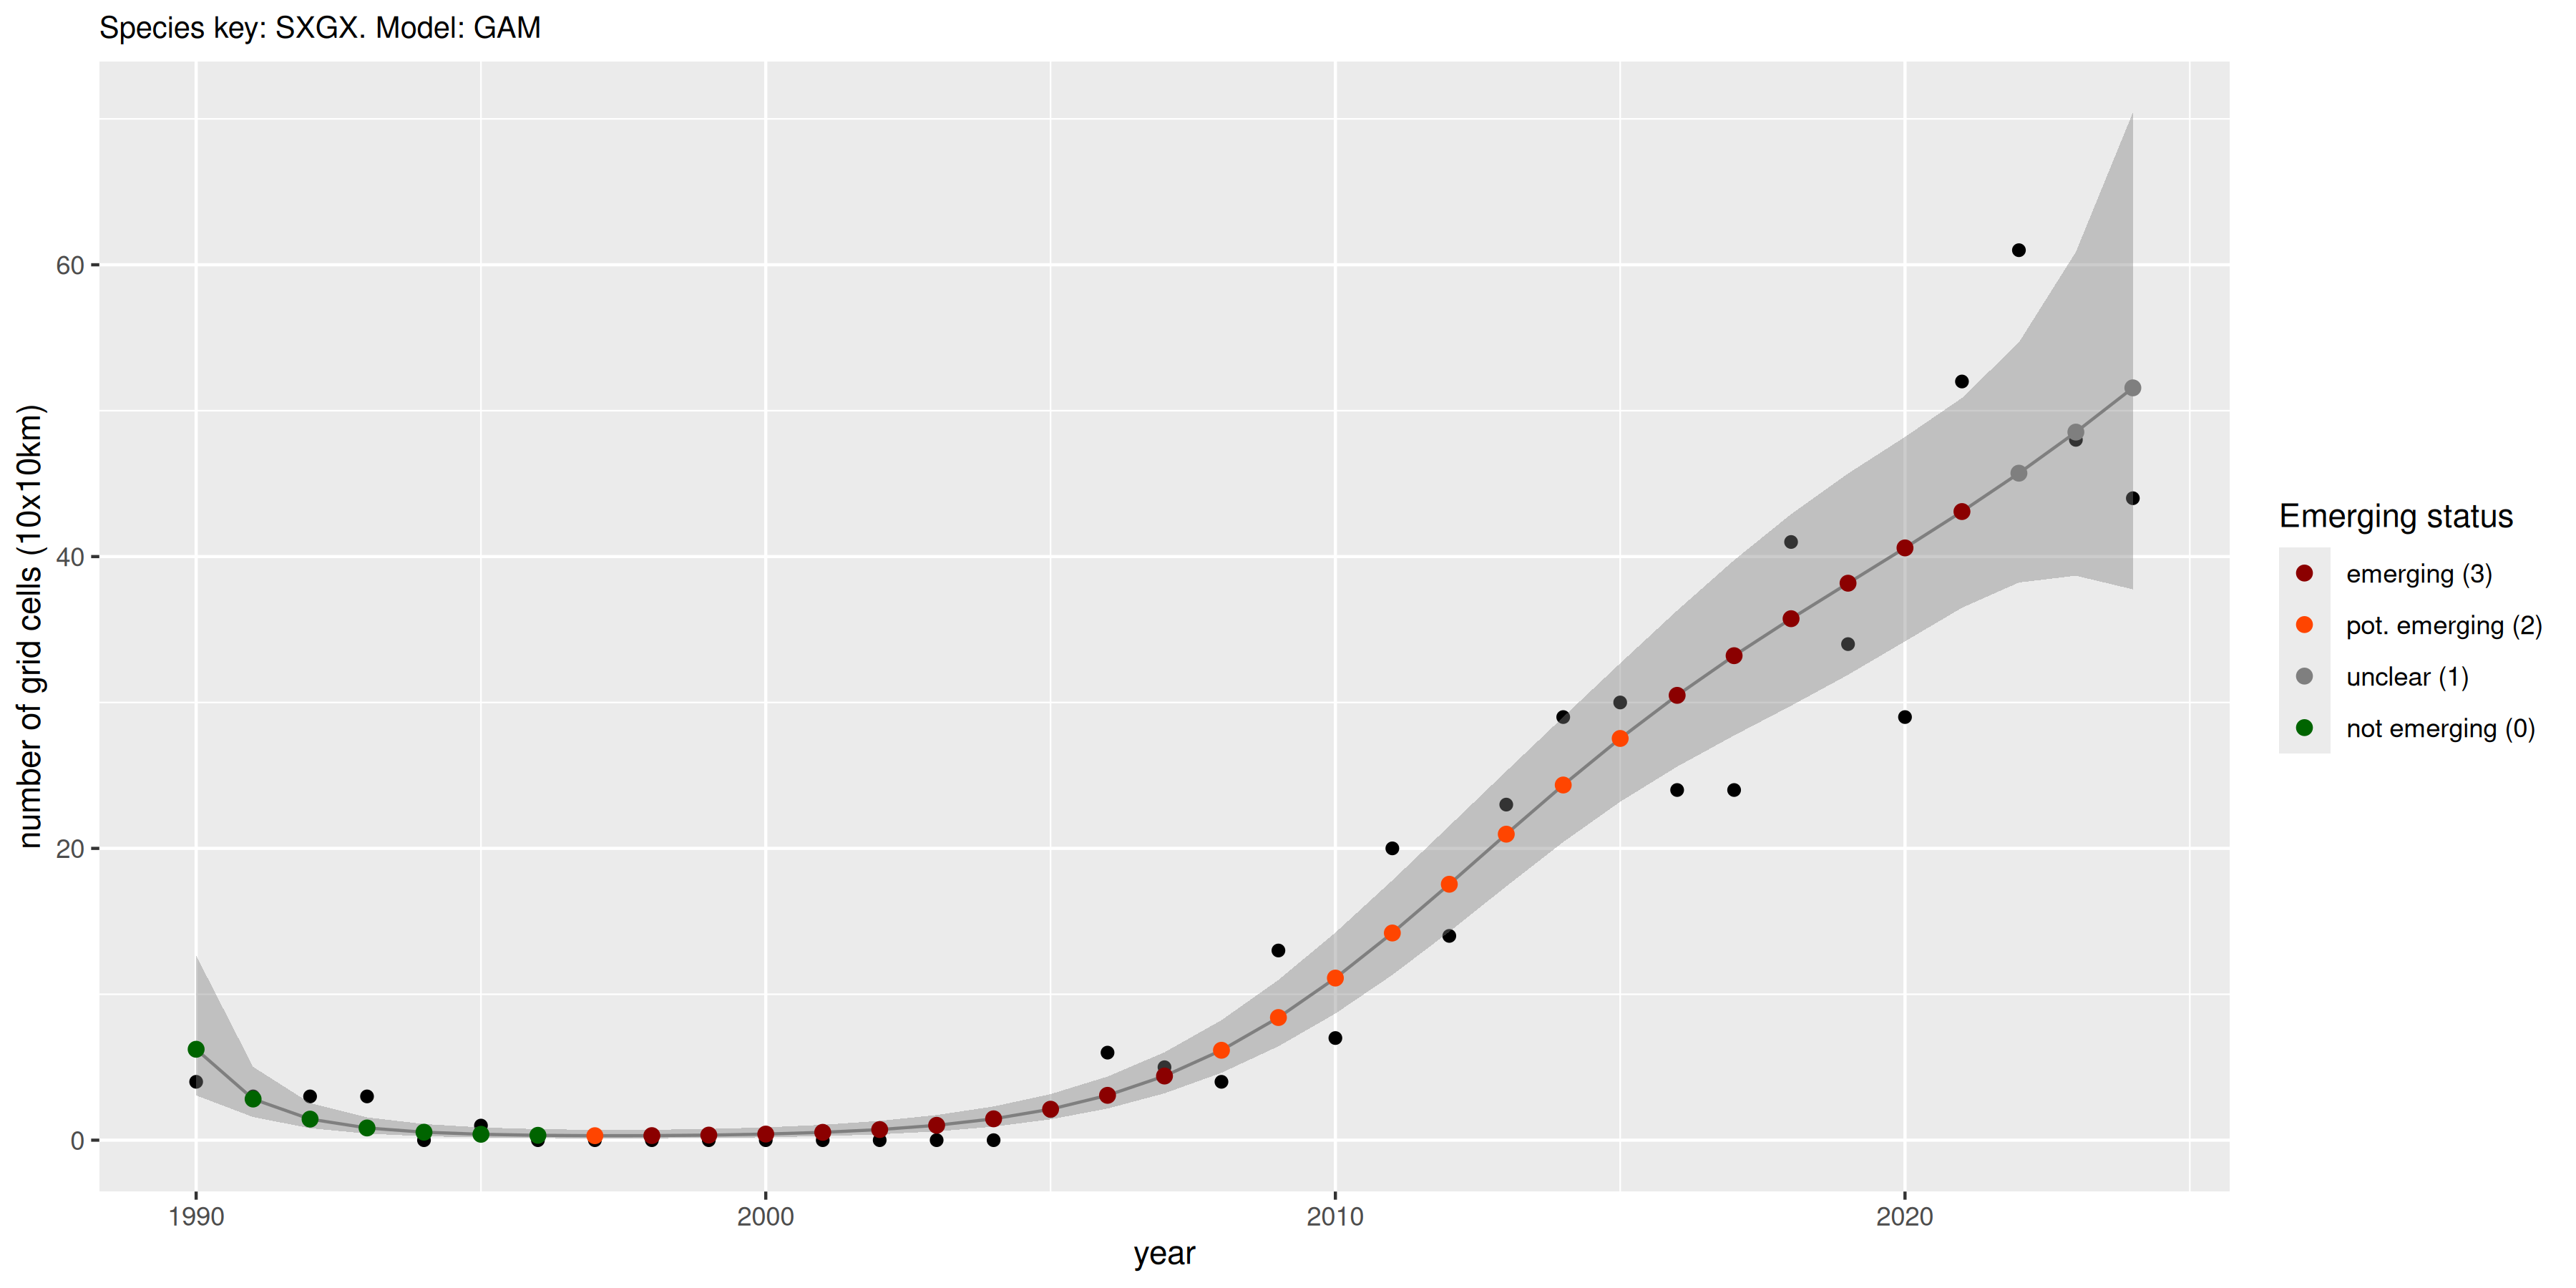 Species key: SXGX. Model: GAM
number of grid cells (10x10km)
60
40
20
0
1990
2000
2010
2020
year
Emerging status
emerging (3)
pot. emerging (2)
unclear (1)
not emerging (0)